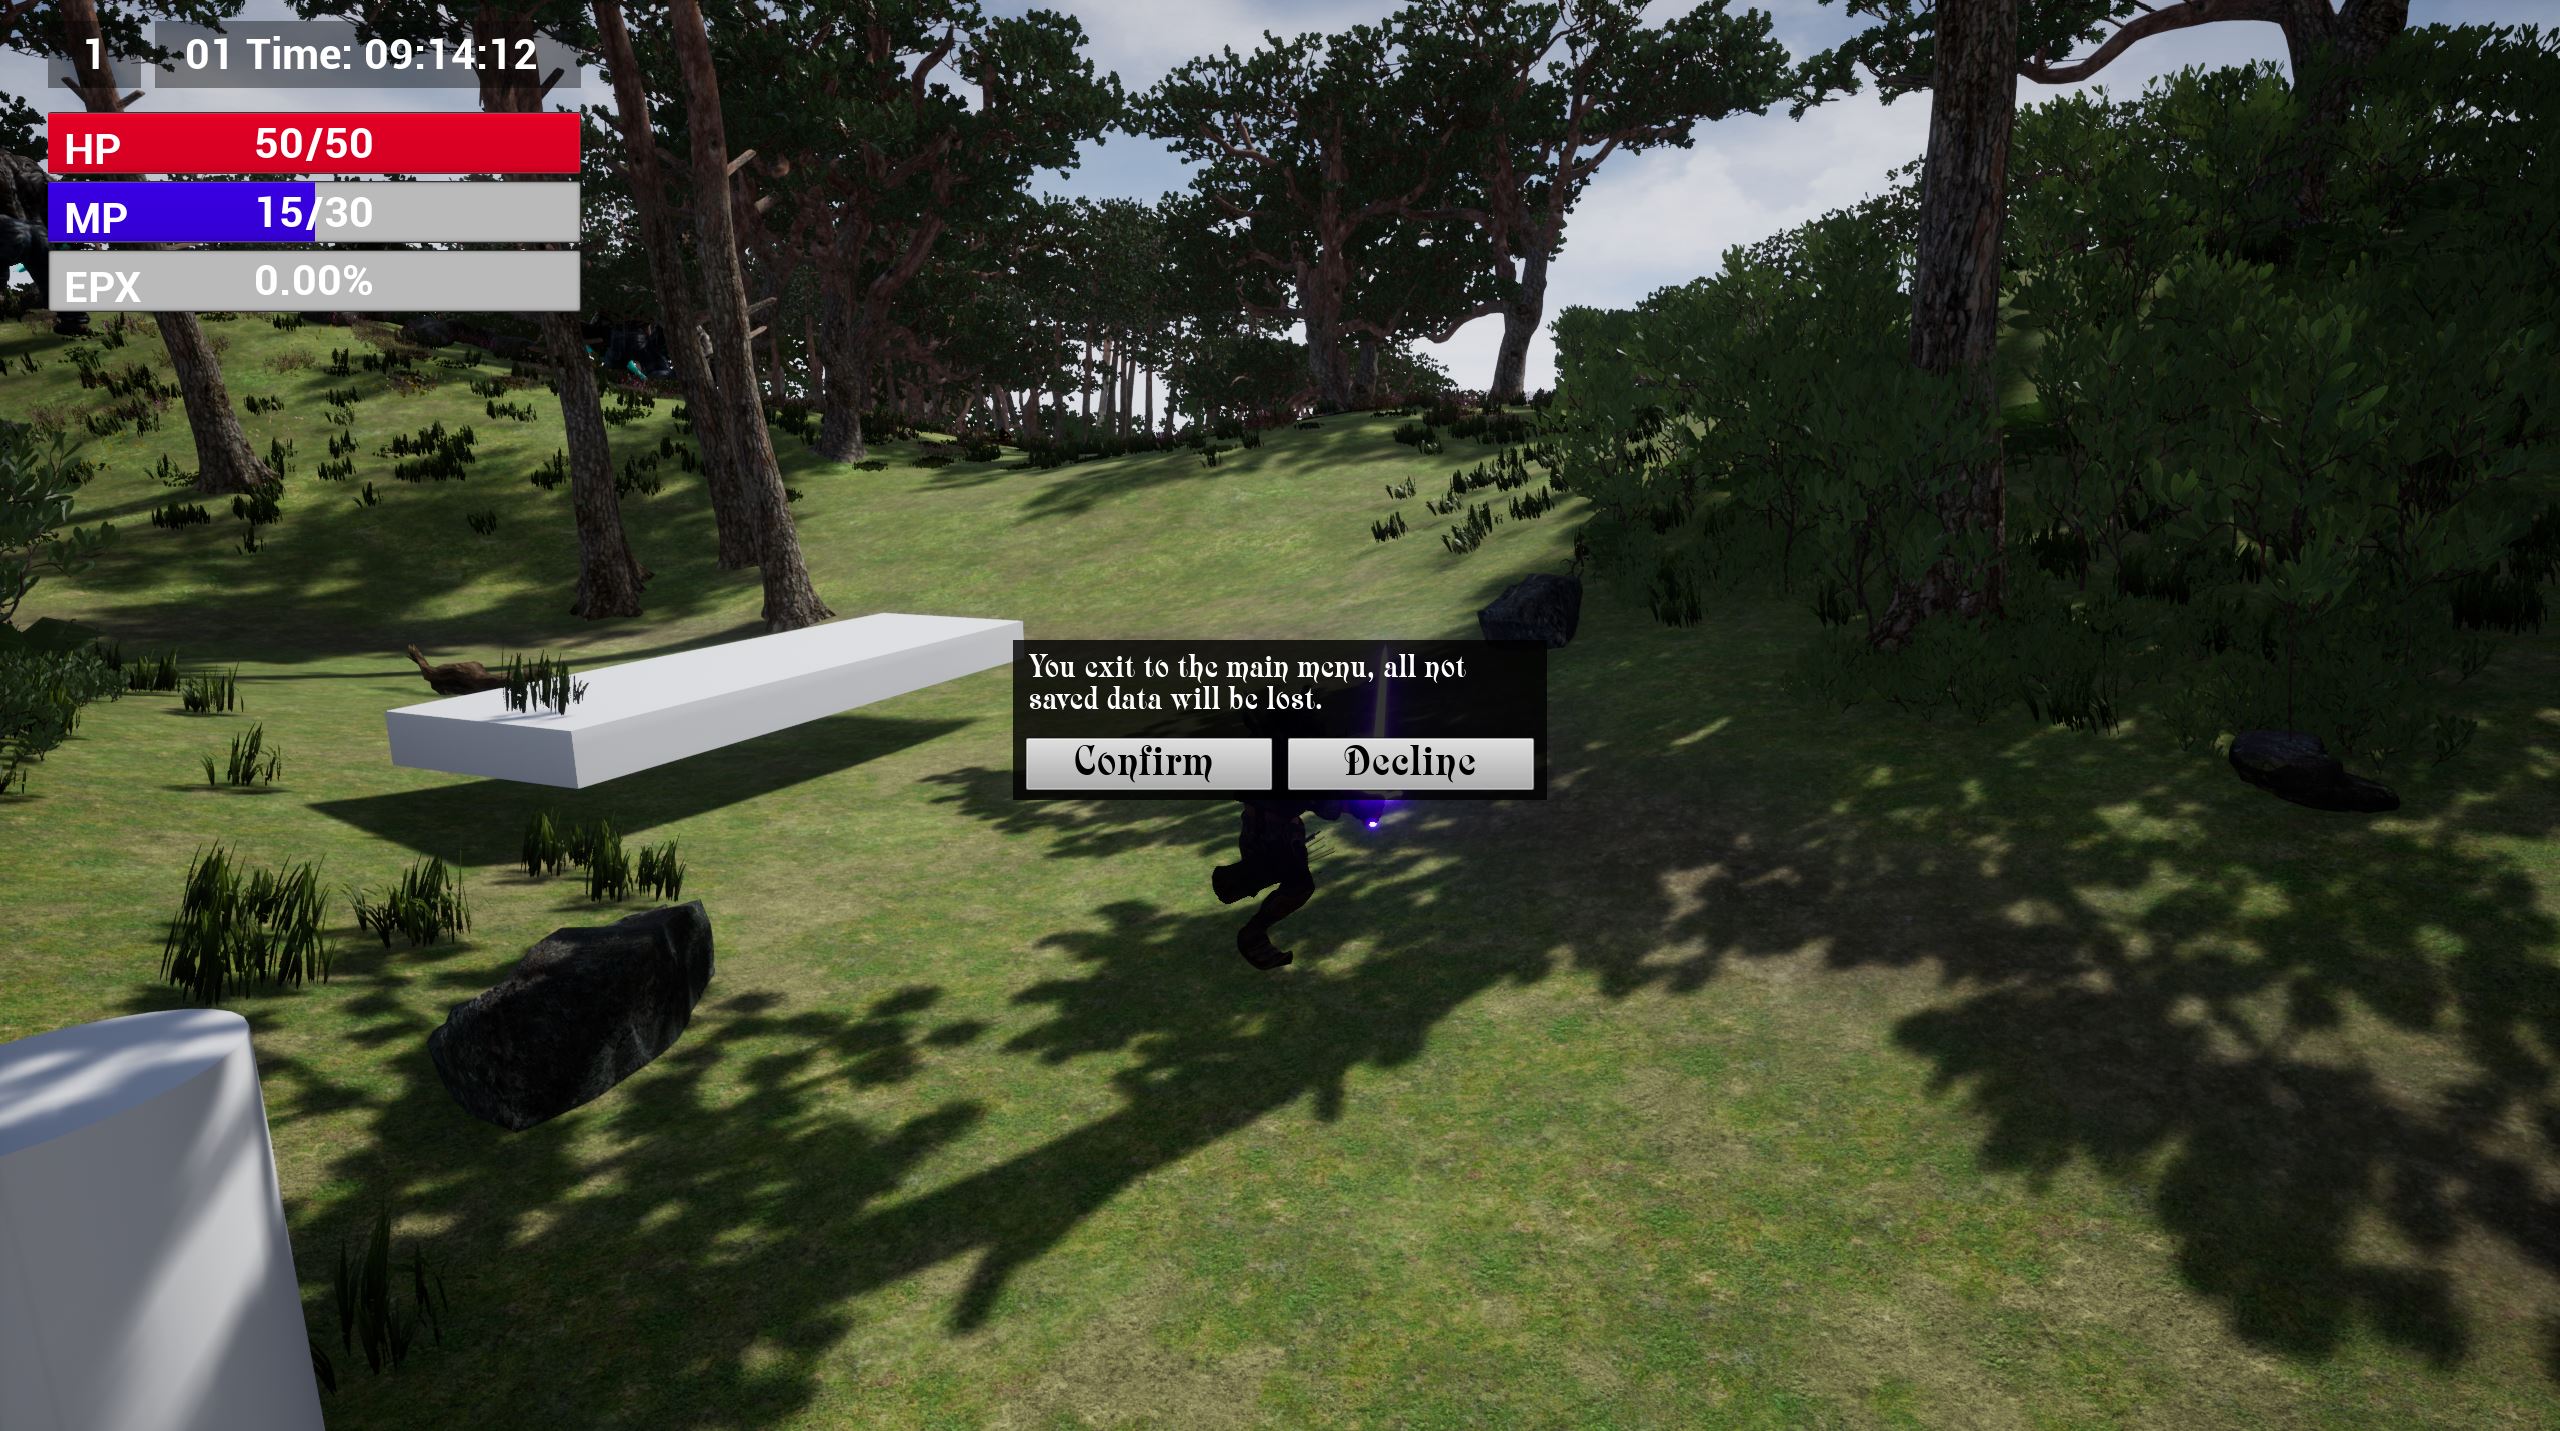 1 01 Time: 09:14:12
HP 50/50
MP 15/30
EPX 0.00%
You exit to the main menu, all not
saved data will be lost.
Confirm Decline